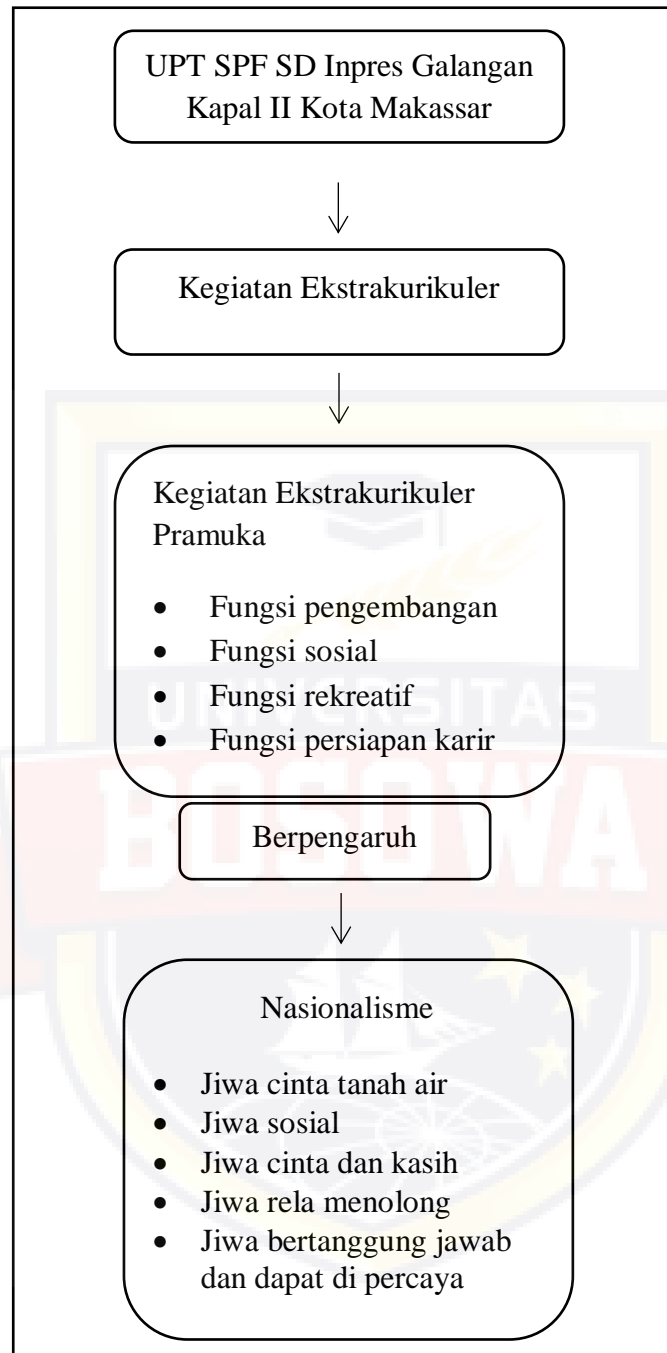 UPT SPF SD Inpres Galangan
Kapal II Kota Makassar
Kegiatan Ekstrakurikuler
Kegiatan Ekstrakurikuler
Pramuka
• Fungsi pengembangan
• Fungsi sosial
• Fungsi rekreatif
• Fungsi persiapan karir
UNIVERSITAS
BOSOWA
Berpengaruh
Nasionalisme
• Jiwa cinta tanah air
• Jiwa sosial
• Jiwa cinta dan kasih
• Jiwa rela menolong
• Jiwa bertanggung jawab
dan dapat di percaya